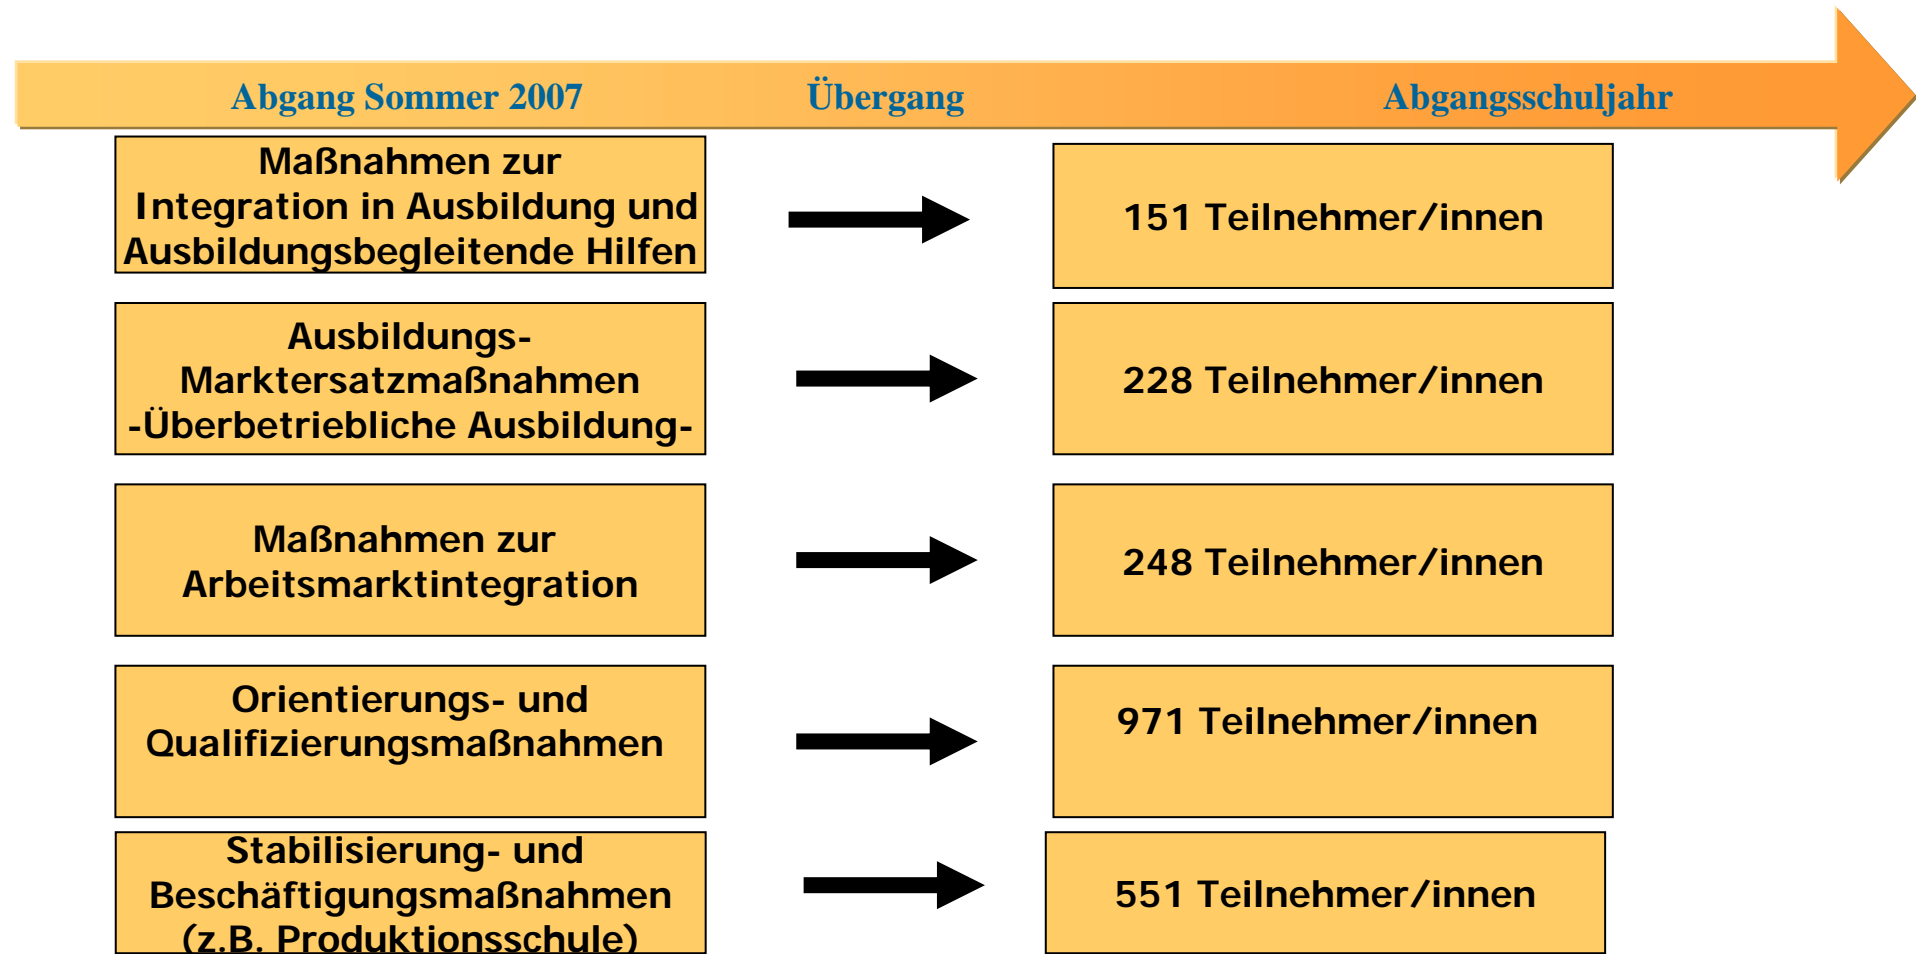 Abgang Sommer 2007 Übergang Abgangsschuljahr
Maßnahmen zur
Integration in Ausbildung und
Ausbildungsbegleitende Hilfen
151 Teilnehmer/innen
Ausbildungs-
Marktersatzmaßnahmen
-Überbetriebliche Ausbildung-
228 Teilnehmer/innen
Maßnahmen zur
Arbeitsmarktintegration
248 Teilnehmer/innen
Orientierungs- und
Qualifizierungsmaßnahmen
971 Teilnehmer/innen
Stabilisierung- und
Beschäftigungsmaßnahmen
(z.B. Produktionsschule)
551 Teilnehmer/innen